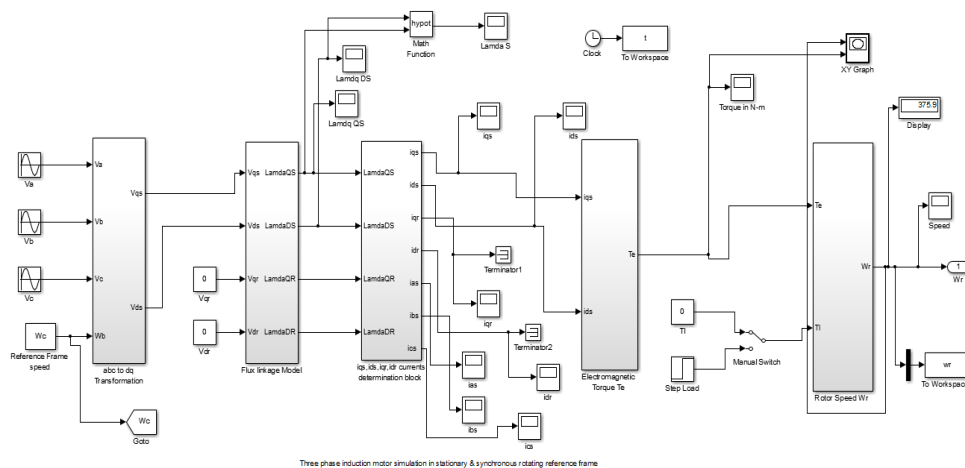 hypot
Math
Function
Lamda S
Clock
t
To Workspace
XY Graph
Lamdq DS
Lamdq QS
Torque in N-m
375.9
Display
iqs
ids
Va
Va
Vqs
Vqs
LamdaQS
LamdaQS
iqs
ids
iqs
Vb
Vb
Vds
LamdaDS
LamdaDS
iqr
Te
Te
Speed
idr
Terminator1
Wr
1
Wr
Vc
Vc
0
Vqr
Vqr
LamdaQR
LamdaQR
ias
iqr
Vds
ibs
ids
0
Tl
Tl
Wc
Reference Frame
speed
Wb
0
Vdr
Vdr
LamdaDR
LamdaDR
ics
Terminator2
Manual Switch
Step Load
abc to dq
Transformation
Flux linkage Model
iqs,ids,iqr,idr currents
determination block
ias
idr
Electromagnetic
Torque Te
Rotor Speed Wr
wr
To Workspac
Wc
Goto
ibs
ics
Three phase induction motor simulation in stationary & synchronous rotating reference frame